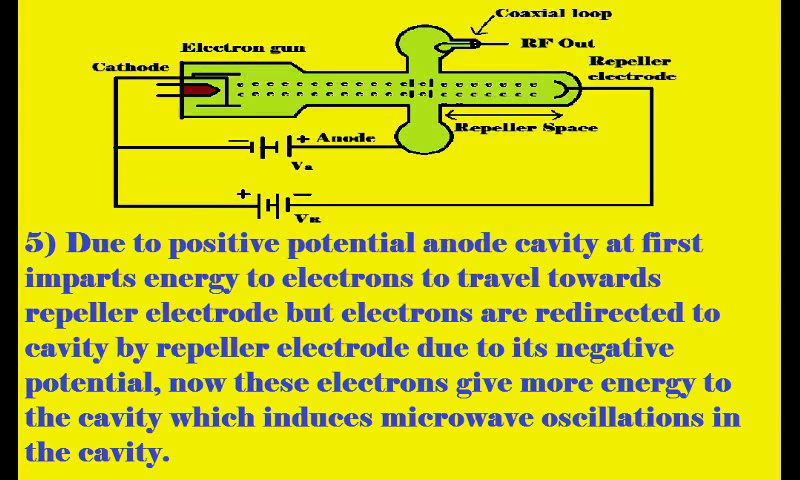 Coaxial loop
Electron gun
RF Out
Cathode
Repeller
electrode
Repeller Space
− + Anode
Va
+ −
VR
5) Due to positive potential anode cavity at first
imparts energy to electrons to travel towards
repeller electrode but electrons are redirected to
cavity by repeller electrode due to its negative
potential, now these electrons give more energy to
the cavity which induces microwave oscillations in
the cavity.